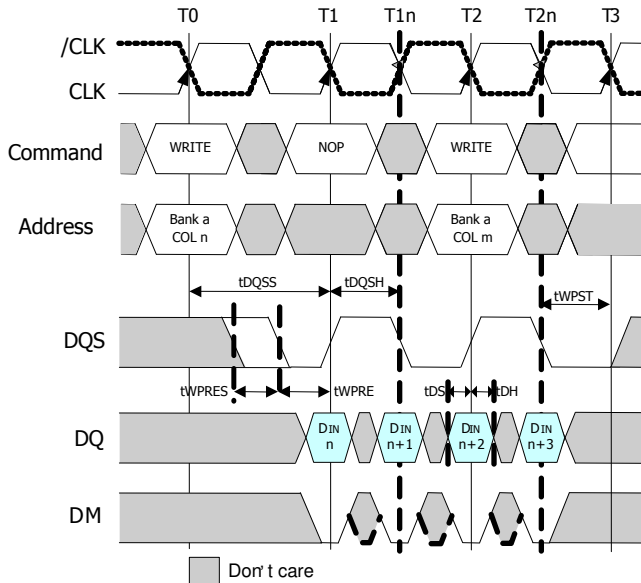 T0 T1 T1n T2 T2n T3
/CLK
CLK
Command WRITE NOP WRITE
Address Bank a COL n Bank a COL m
tDQSS tDQSH tWPST
DQS
tWPRES tWPRE tDS tDH
DQ DIN n DIN n+1 DIN n+2 DIN n+3
DM
Don't care